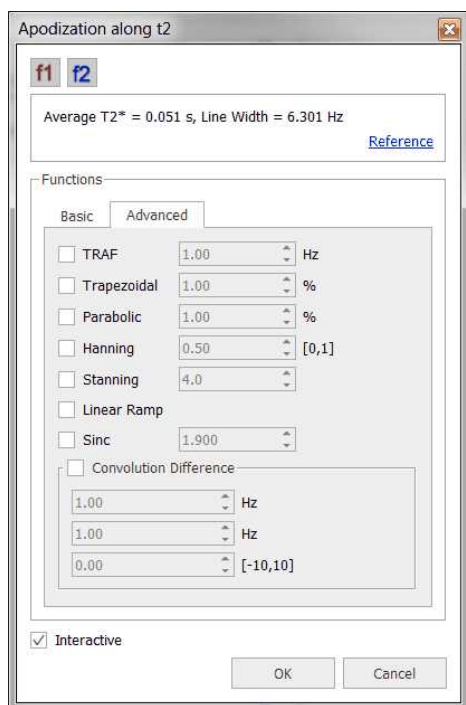 Apodization along t2
f1 f2
Average T2* = 0.051 s, Line Width = 6.301 Hz
Reference
Functions
Basic Advanced
TRAF 1.00 Hz
Trapezoidal 1.00 %
Parabolic 1.00 %
Hanning 0.50 [0,1]
Stanning 4.0
Linear Ramp
Sinc 1.900
Convolution Difference
1.00 Hz
1.00 Hz
0.00 [-10,10]
Interactive
OK Cancel